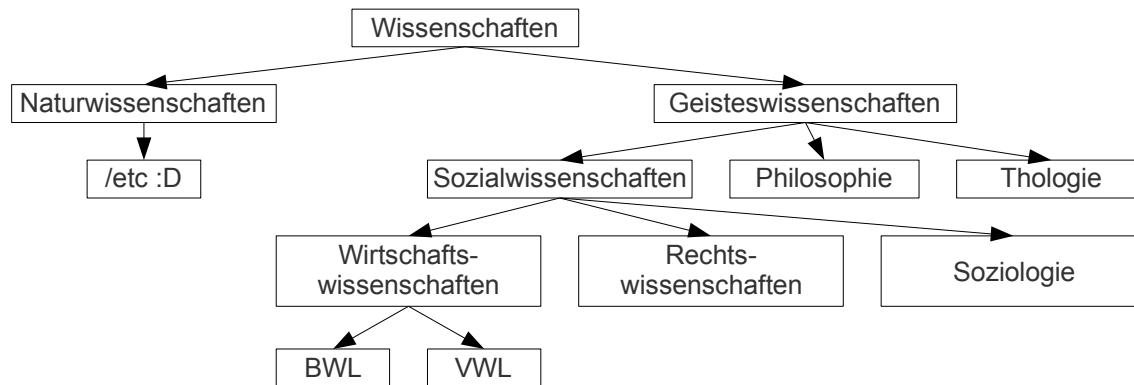 Wissenschaften
Naturwissenschaften
Geisteswissenschaften
/etc :D
Sozialwissenschaften
Philosophie
Thologie
Wirtschafts-
wissenschaften
Rechts-
wissenschaften
Soziologie
BWL
VWL